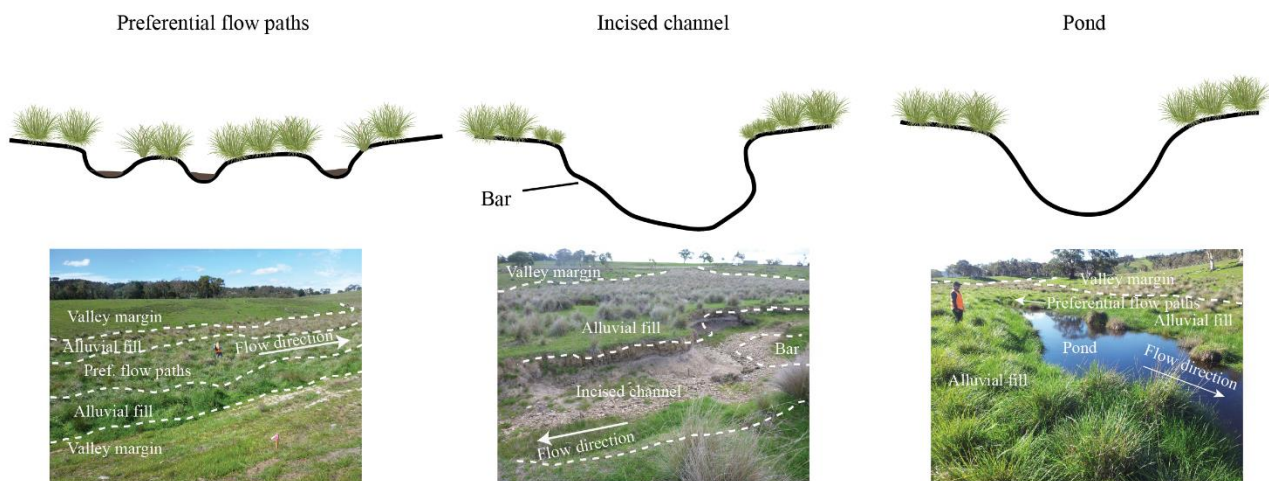 Preferential flow paths
Incised channel
Pond
Bar
Valley margin
Alluvial fill
Flow direction
Pref. flow paths
Alluvial fill
Valley margin
Valley margin
Alluvial fill
Bar
Incised channel
Flow direction
Valley margin
Preferential flow paths
Alluvial fill
Pond
Flow direction
Alluvial fill